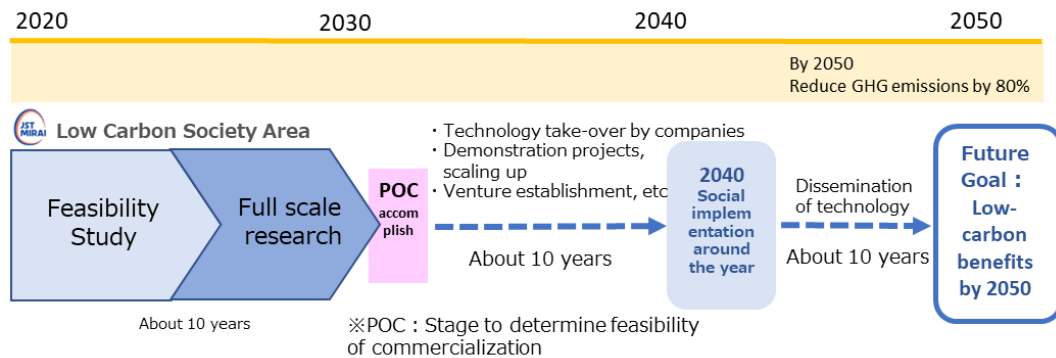 2020
2030
2040
2050
By 2050
Reduce GHG emissions by 80%
JST
MIRAI
Low Carbon Society Area
Feasibility
Study
Full scale
research
POC
accom
plish
・Technology take-over by companies
・Demonstration projects,
scaling up
・Venture establishment, etc
About 10 years
2040
Social
implem
entation
around
the year
Dissemination
of technology
About 10 years
Future
Goal：
Low-
carbon
benefits
by 2050
About 10 years
※POC：Stage to determine feasibility
of commercialization